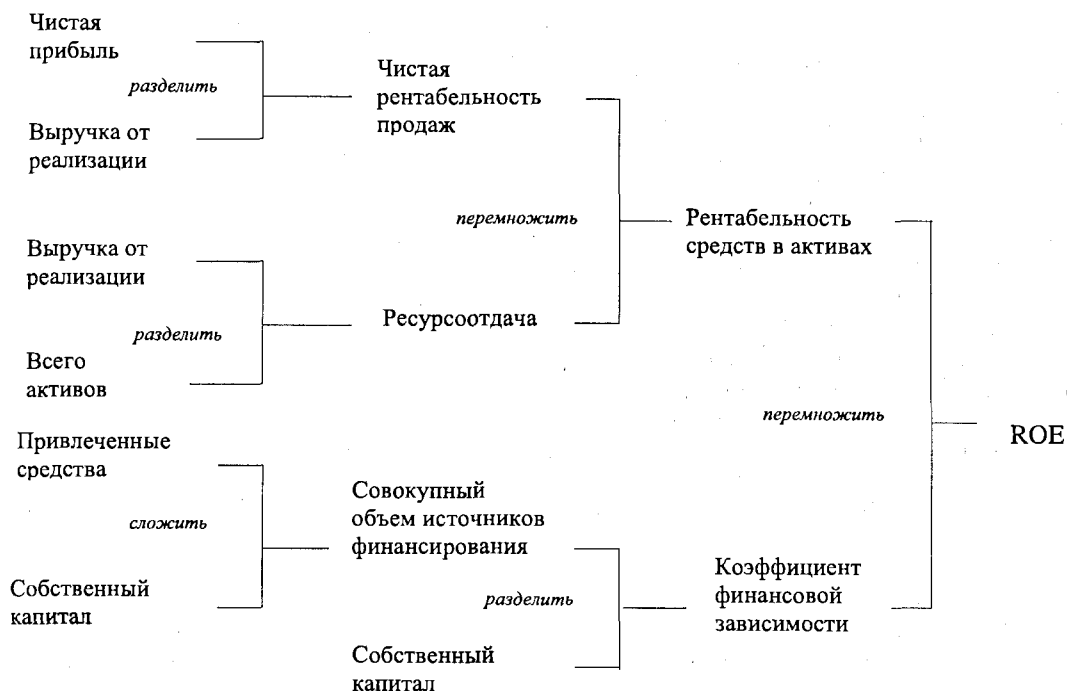 Чистая
прибыль
разделить
Выручка от
реализации
Чистая
рентабельность
продаж
перемножить
Рентабельность
средств в активах
Выручка от
реализации
разделить
Всего
активов
Ресурсоотдача
перемножить
ROE
Привлеченные
средства
сложить
Собственный
капитал
Совокупный
объем источников
финансирования
разделить
Собственный
капитал
Коэффициент
финансовой
зависимости